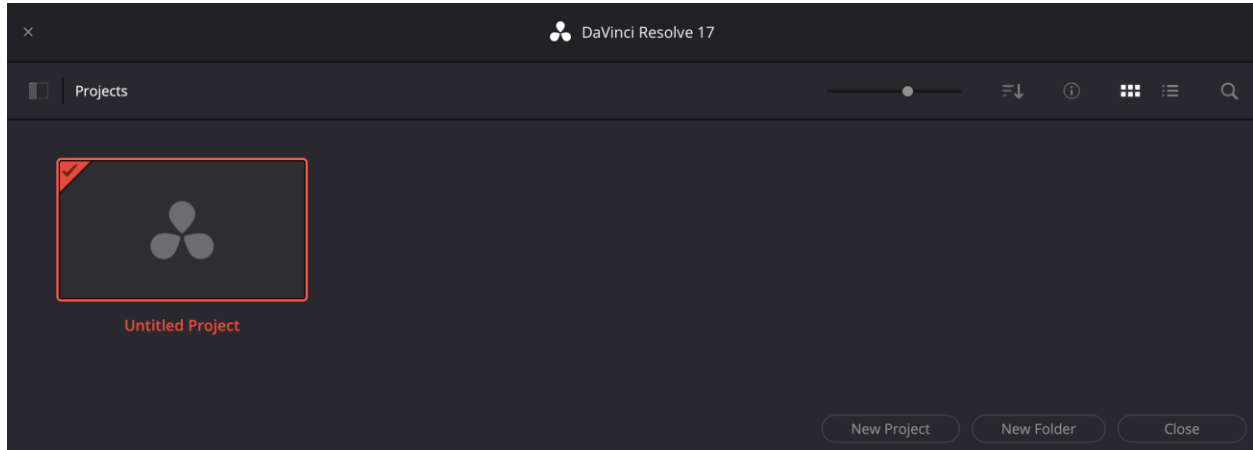 DaVinci Resolve 17
Projects
Untitled Project
New Project
New Folder
Close